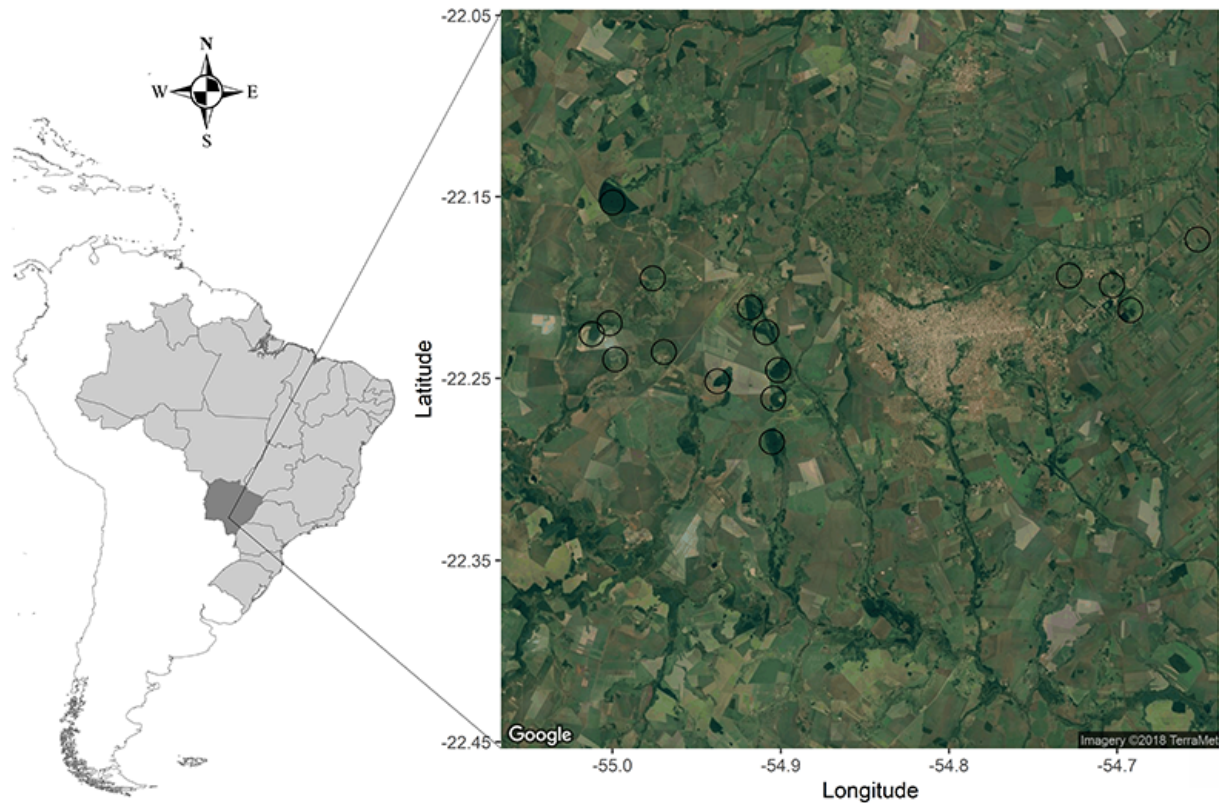 N
W E
S
-22.05
-22.15
-22.25
-22.35
-22.45
Latitude
Google
Imagery ©2018 TerraMet
-55.0 -54.9 -54.8 -54.7
Longitude